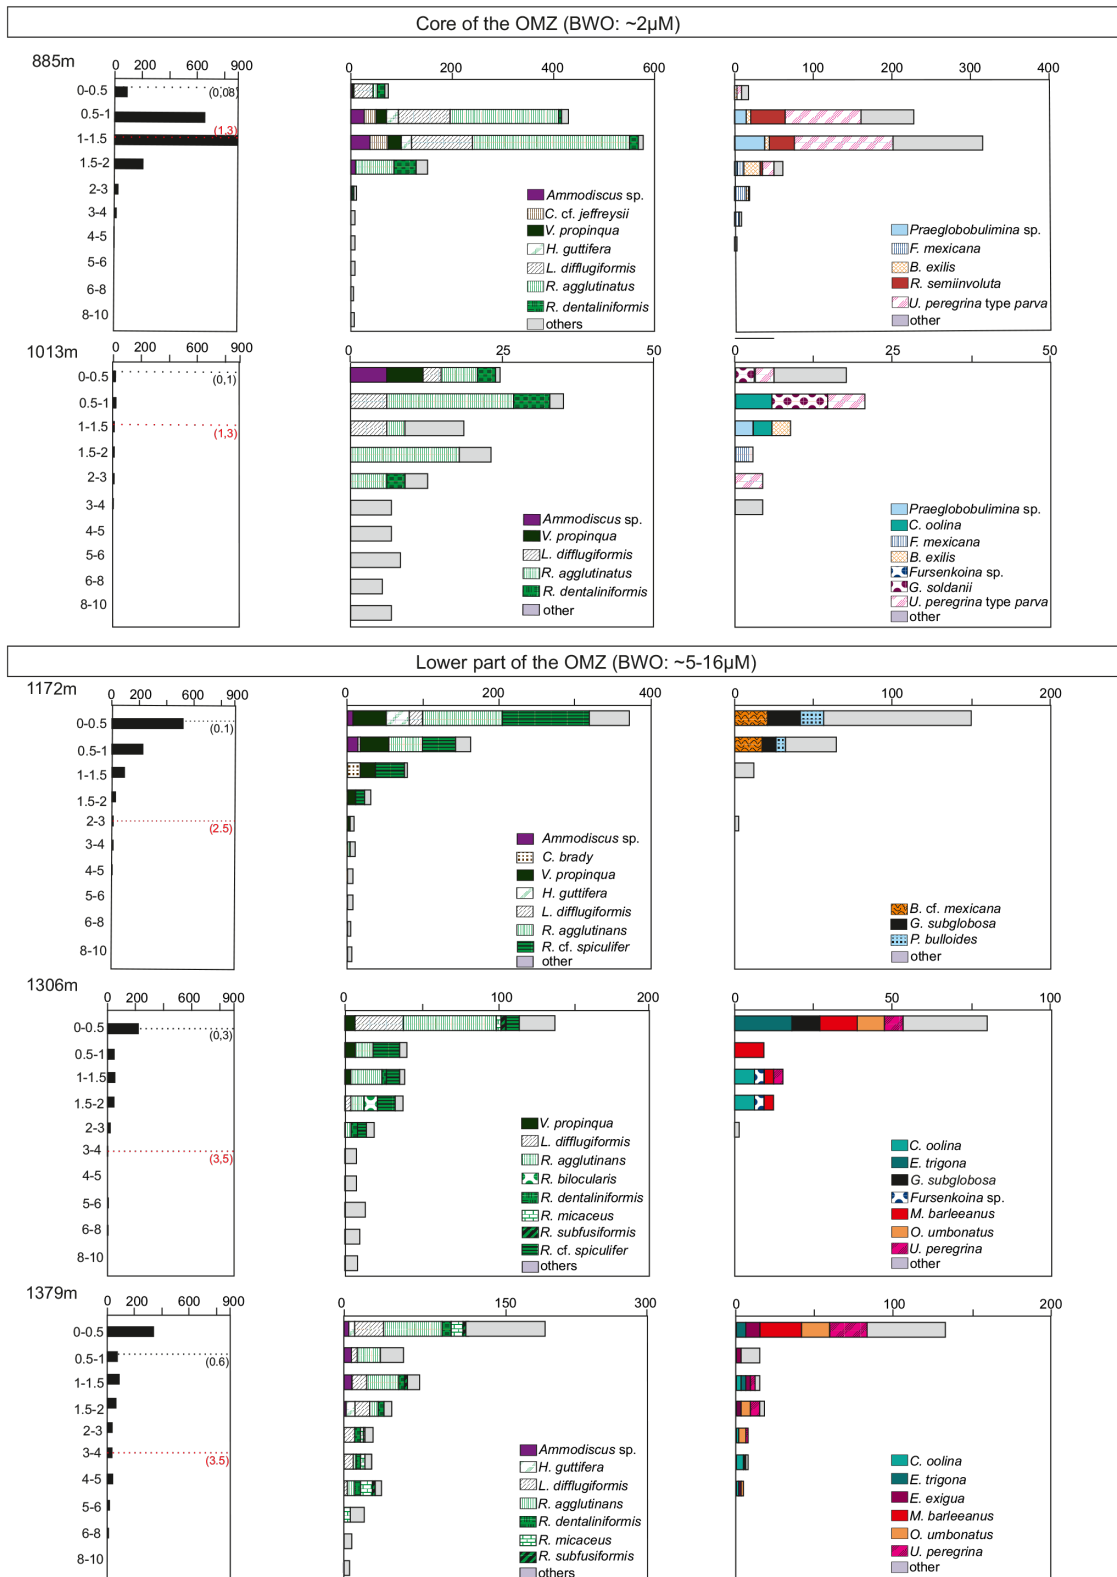 Core of the OMZ (BWO: ~2µM)
885m
0 200 600 900
0 200 400 600
0 100 200 300 400
0-0.5
(0,08)
0.5-1
(1.3)
1-1.5
1.5-2
2-3
3-4
4-5
5-6
6-8
8-10
Ammodiscus sp.
C. cf. jeffreysii
V. propinqua
H. guttifera
L. difflugiformis
R. agglutinatus
R. dentaliniformis
others
Praeglobobulimina sp.
F. mexicana
B. exilis
R. semiinvoluta
U. peregrina type parva
other
1013m
0 200 600 900
0 25 50
0 25 50
0-0.5
(0,1)
0.5-1
1-1.5
(1,3)
1.5-2
2-3
3-4
4-5
5-6
6-8
8-10
Ammodiscus sp.
V. propinqua
L. difflugiformis
R. agglutinatus
R. dentaliniformis
other
Praeglobobulimina sp.
C. oolina
F. mexicana
B. exilis
Fursenkoina sp.
G. soldanii
U. peregrina type parva
other
Lower part of the OMZ (BWO: ~5-16µM)
1172m
0 200 600 900
0 200 400
0 100 200
0-0.5
(0.1)
0.5-1
1-1.5
1.5-2
2-3
(2.5)
3-4
4-5
5-6
6-8
8-10
Ammodiscus sp.
C. brady
V. propinqua
H. guttifera
L. difflugiformis
R. agglutinans
R. cf. spiculifer
other
B. cf. mexicana
G. subglobosa
P. bulloides
other
1306m
0 200 600 900
0 100 200
0 50 100
0-0.5
(0,3)
0.5-1
1-1.5
1.5-2
2-3
3-4
(3,5)
4-5
5-6
6-8
8-10
V. propinqua
L. difflugiformis
R. agglutinans
R. bilocularis
R. dentaliniformis
R. micaceus
R. subfusiformis
R. cf. spiculifer
others
C. oolina
E. trigona
G. subglobosa
Fursenkoina sp.
M. barleeanus
O. umbonatus
U. peregrina
other
1379m
0 200 600 900
0 150 300
0 100 200
0-0.5
0.5-1
(0.6)
1-1.5
1.5-2
2-3
3-4
(3.5)
4-5
5-6
6-8
8-10
Ammodiscus sp.
H. guttifera
L. difflugiformis
R. agglutinans
R. dentaliniformis
R. micaceus
R. subfusiformis
others
C. oolina
E. trigona
E. exigua
M. barleeanus
O. umbonatus
U. peregrina
other